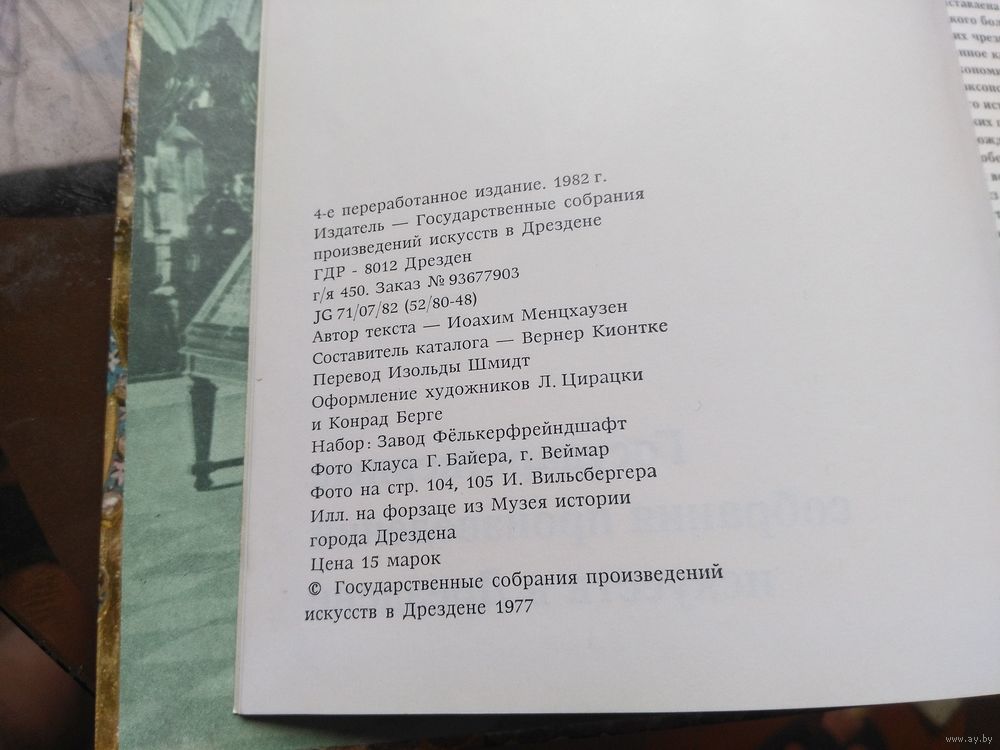 4-е переработанное издание. 1982 г.
Издатель — Государственные собрания
произведений искусств в Дрездене
ГДР - 8012 Дрезден
г/я 450. Заказ № 93677903
JG 71/07/82 (52/80-48)
Автор текста — Иоахим Менцхаузен
Составитель каталога — Вернер Кионтке
Перевод Изольды Шмидт
Оформление художников Л. Цирацки
и Конрад Берге
Набор: Завод Фёлькерфрейндшафт
Фото Клауса Г. Байера, г. Веймар
Фото на стр. 104, 105 И. Вильсбергера
Илл. на форзаце из Музея истории
города Дрездена
Цена 15 марок
© Государственные собрания произведений
искусств в Дрездене 1977
www.ay.by